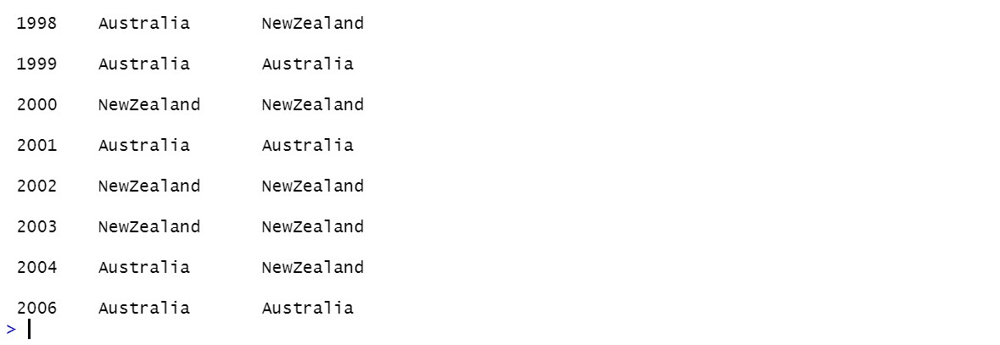 1998 Australia NewZealand
1999 Australia Australia
2000 NewZealand NewZealand
2001 Australia Australia
2002 NewZealand NewZealand
2003 NewZealand NewZealand
2004 Australia NewZealand
2006 Australia Australia
>